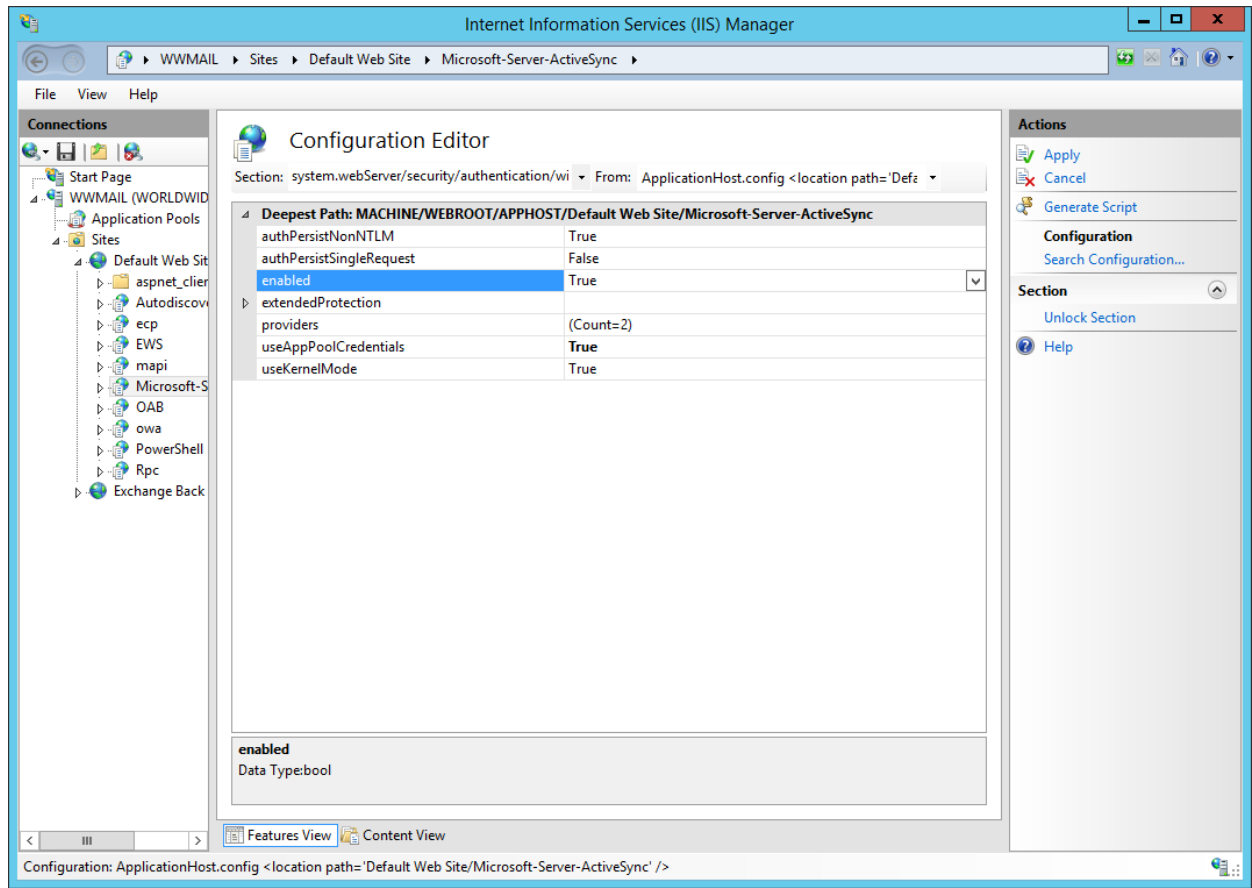 Internet Information Services (IIS) Manager
WWMAIL Sites Default Web Site Microsoft-Server-ActiveSync
File View Help
Connections
Start Page
WWMAIL (WORLDWID
Application Pools
Sites
Default Web Sit
aspnet_clier
Autodiscov
ecp
EWS
mapi
Microsoft-S
OAB
owa
PowerShell
Rpc
Exchange Back
Configuration Editor
Section: system.webServer/security/authentication/wi From: ApplicationHost.config <location path='Defa
Deepest Path: MACHINE/WEBROOT/APPHOST/Default Web Site/Microsoft-Server-ActiveSync
authPersistNonNTLM True
authPersistSingleRequest False
enabled True
extendedProtection
providers (Count=2)
useAppPoolCredentials True
useKernelMode True
enabled
Data Type:bool
Features View Content View
Actions
Apply
Cancel
Generate Script
Configuration
Search Configuration...
Section
Unlock Section
Help
Configuration: ApplicationHost.config <location path='Default Web Site/Microsoft-Server-ActiveSync' />